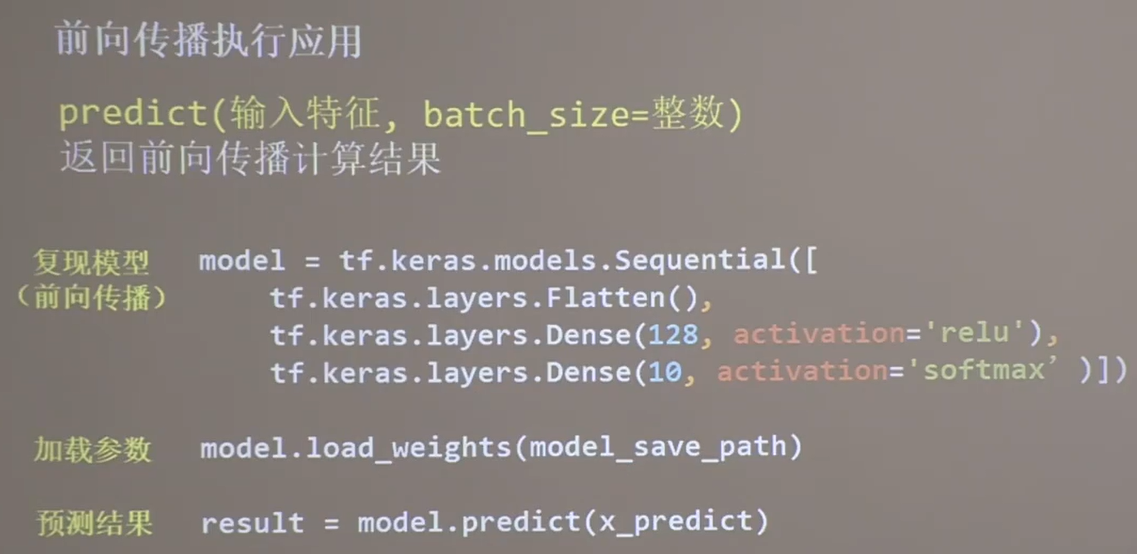 前向传播执行应用
predict(输入特征, batch_size=整数)
返回前向传播计算结果
复现模型 model = tf.keras.models.Sequential([
(前向传播) tf.keras.layers.Flatten(),
tf.keras.layers.Dense(128, activation='relu'),
tf.keras.layers.Dense(10, activation='softmax’ )])
加载参数 model.load_weights(model_save_path)
预测结果 result = model.predict(x_predict)